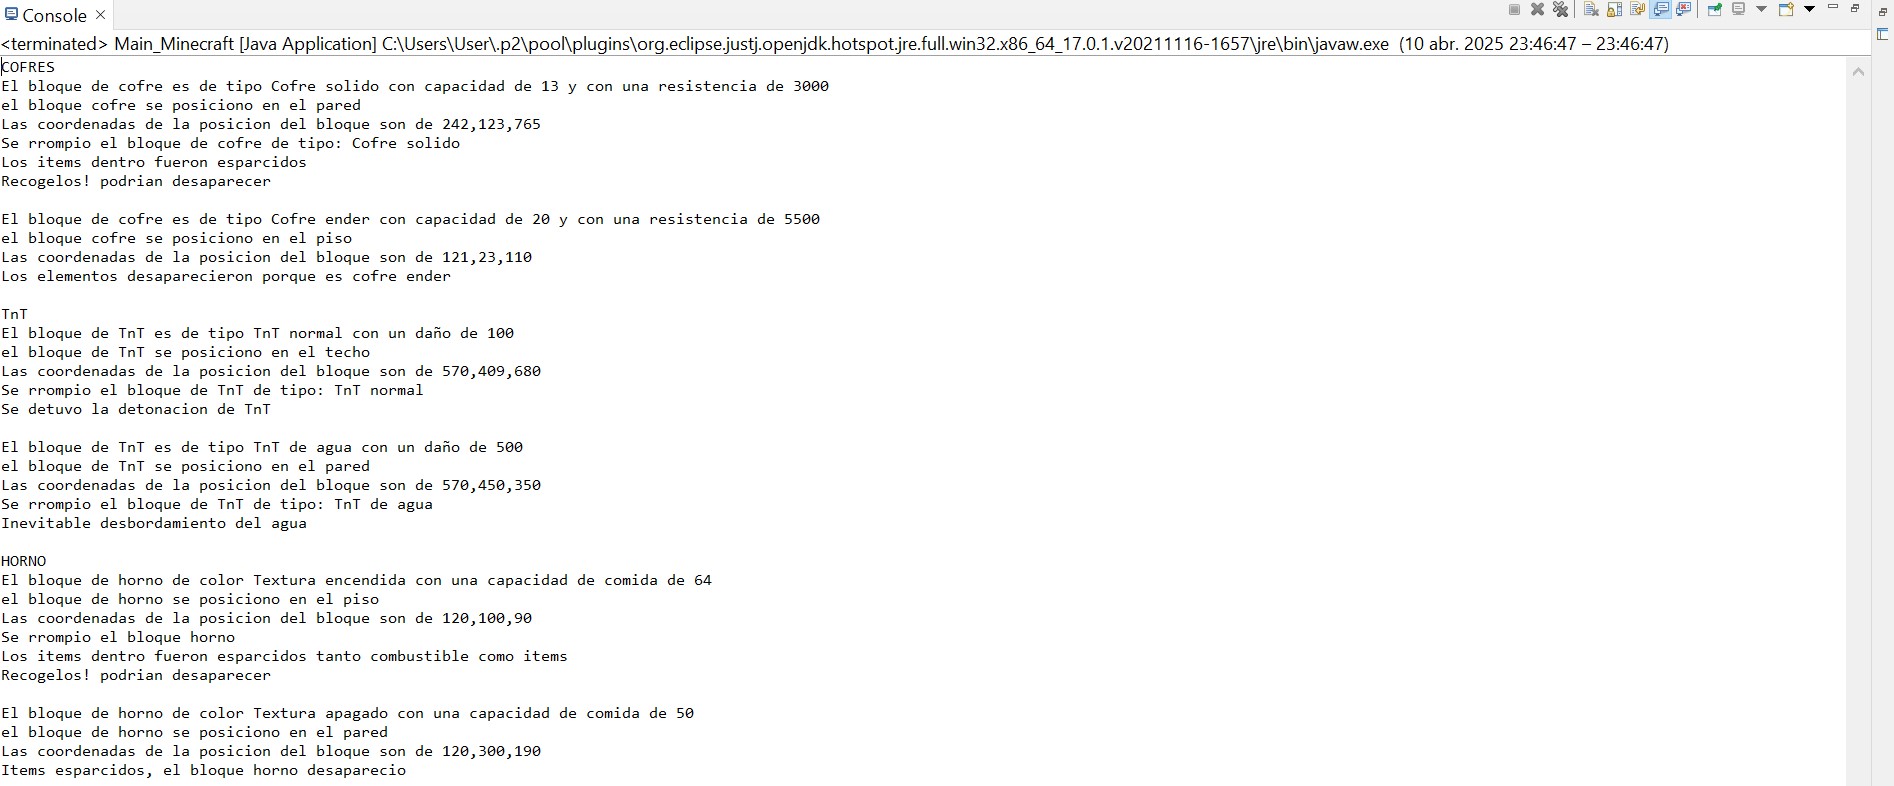 Console
<terminated> Main_Minecraft [Java Application] C:\Users\User\.p2\pool\plugins\org.eclipse.justj.openjdk.hotspot.jre.full.win32.x86_64_17.0.1.v20211116-1657\jre\bin\javaw.exe (10 abr. 2025 23:46:47 – 23:46:47)
COFRES
El bloque de cofre es de tipo Cofre solido con capacidad de 13 y con una resistencia de 3000
el bloque cofre se posiciono en el pared
Las coordenadas de la posicion del bloque son de 242,123,765
Se rrompio el bloque de cofre de tipo: Cofre solido
Los items dentro fueron esparcidos
Recogelos! podrian desaparecer

El bloque de cofre es de tipo Cofre ender con capacidad de 20 y con una resistencia de 5500
el bloque cofre se posiciono en el piso
Las coordenadas de la posicion del bloque son de 121,23,110
Los elementos desaparecieron porque es cofre ender

TnT
El bloque de TnT es de tipo TnT normal con un daño de 100
el bloque de TnT se posiciono en el techo
Las coordenadas de la posicion del bloque son de 570,409,680
Se rrompio el bloque de TnT de tipo: TnT normal
Se detuvo la detonacion de TnT

El bloque de TnT es de tipo TnT de agua con un daño de 500
el bloque de TnT se posiciono en el pared
Las coordenadas de la posicion del bloque son de 570,450,350
Se rrompio el bloque de TnT de tipo: TnT de agua
Inevitable desbordamiento del agua

HORNO
El bloque de horno de color Textura encendida con una capacidad de comida de 64
el bloque de horno se posiciono en el piso
Las coordenadas de la posicion del bloque son de 120,100,90
Se rrompio el bloque horno
Los items dentro fueron esparcidos tanto combustible como items
Recogelos! podrian desaparecer

El bloque de horno de color Textura apagado con una capacidad de comida de 50
el bloque de horno se posiciono en el pared
Las coordenadas de la posicion del bloque son de 120,300,190
Items esparcidos, el bloque horno desaparecio